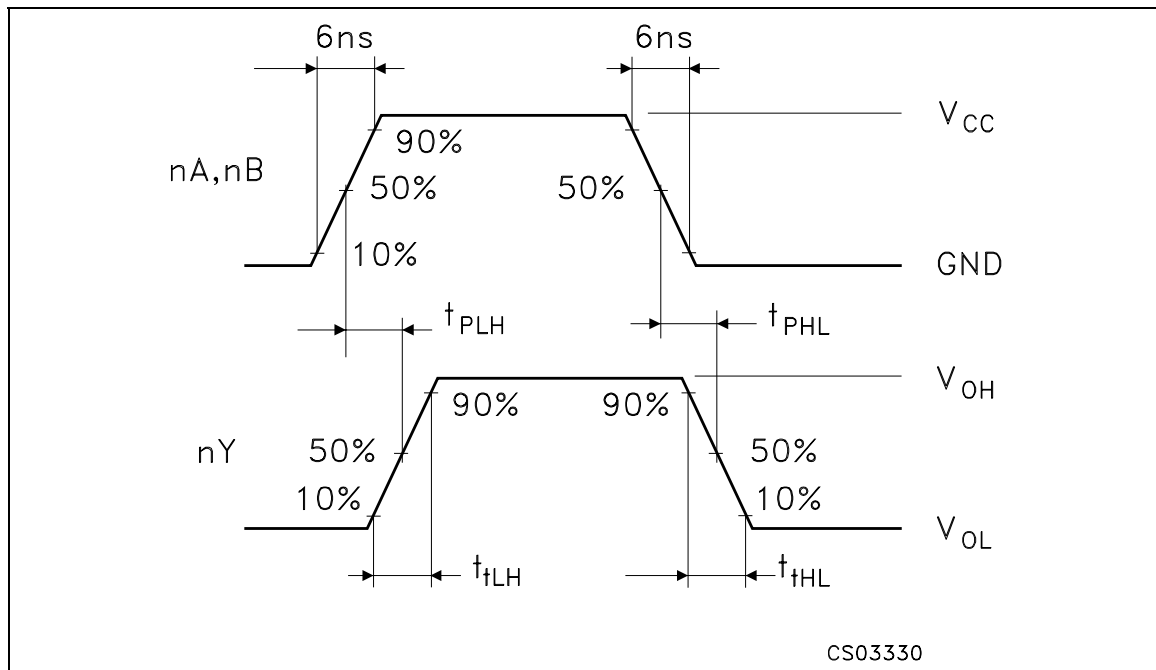 6ns 6ns
V_CC
90%
nA,nB 50% 50%
10% GND
t_PLH t_PHL
V_OH
90% 90%
nY 50% 50%
10% 10%
V_OL
t_tLH t_tHL
CS03330